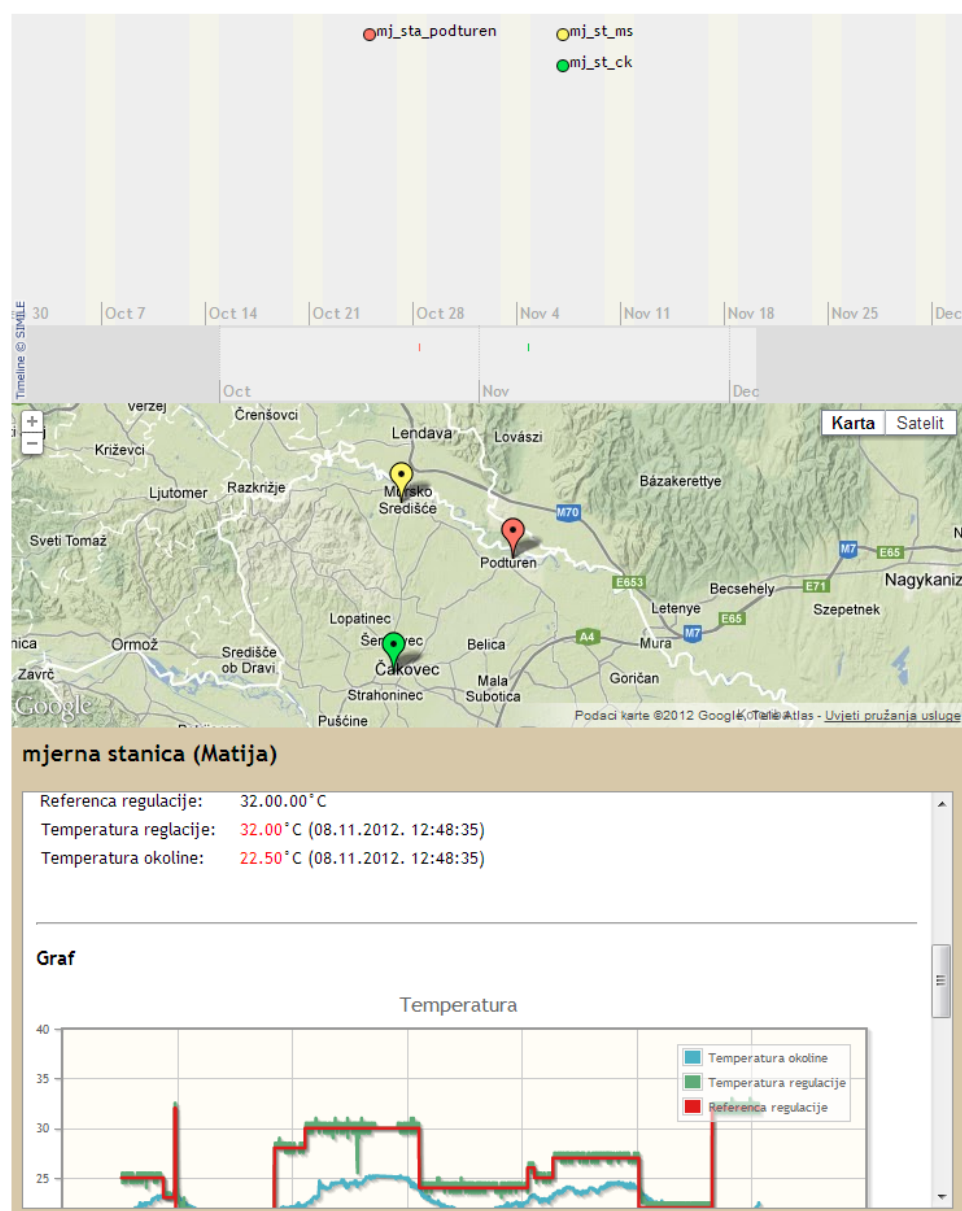 mj_sta_podturen mj_st_ms
mj_st_ck
30 Oct 7 Oct 14 Oct 21 Oct 28 Nov 4 Nov 11 Nov 18 Nov 25 Dec
Timeline © SIMILE
Oct Nov Dec
+
−
Karta Satelit
Verzej
Črenšovci
Lendava
Lovászi
Križevci
Bázakerettye
Ljutomer
Razkrižje
Mursko
Središće
M70
Sveti Tomaž
Podturen
M7
E65
E653
Becsehely
E71
Nagykaniz
Letenye
E65
Szepetnek
Lopatinec
M7
A4
Mura
Ormož
Središče
ob Dravi
Belica
Zavrč
Čakovec
Mala
Subotica
Goričan
Strahoninec
Google
Pušćine
Podaci karte ©2012 Google, Tele Atlas - Uvjeti pružanja usluge
mjerna stanica (Matija)
Referenca regulacije: 32.00.00°C
Temperatura reglacije: 32.00°C (08.11.2012. 12:48:35)
Temperatura okoline: 22.50°C (08.11.2012. 12:48:35)
Graf
Temperatura
40
35
30
25
Temperatura okoline
Temperatura regulacije
Referenca regulacije